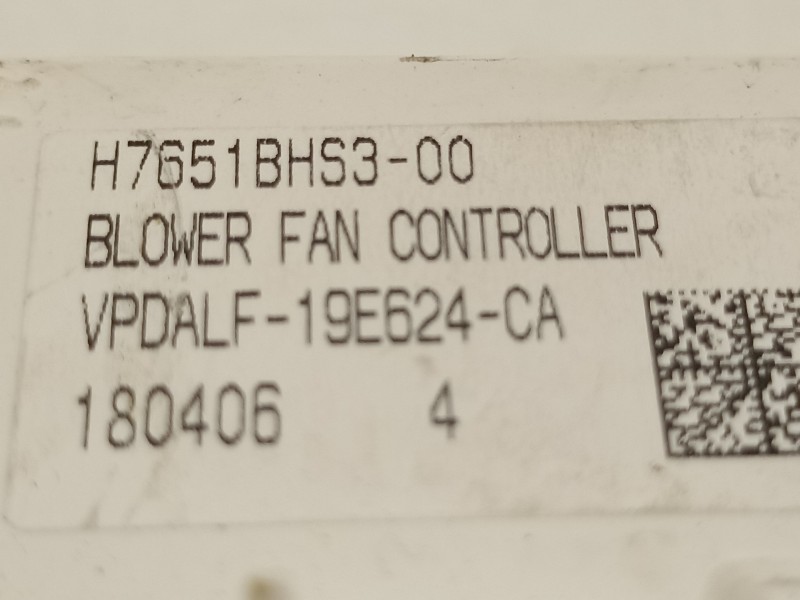 H7651BHS3-00
BLOWER FAN CONTROLLER
VPDALF-19E624-CA
180406 4